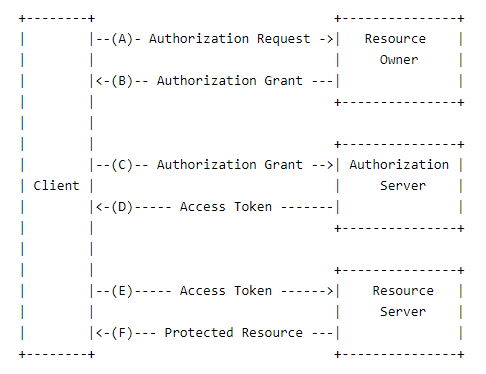 +--------+                               +---------------+
|        |--(A)- Authorization Request ->|   Resource    |
|        |                               |     Owner     |
|        |<-(B)-- Authorization Grant ---|               |
|        |                               +---------------+
|        |
|        |                               +---------------+
|        |--(C)-- Authorization Grant -->| Authorization |
| Client |                               |     Server    |
|        |<-(D)----- Access Token -------|               |
|        |                               +---------------+
|        |
|        |                               +---------------+
|        |--(E)----- Access Token ------>|    Resource   |
|        |                               |     Server    |
|        |<-(F)--- Protected Resource ---|               |
+--------+                               +---------------+